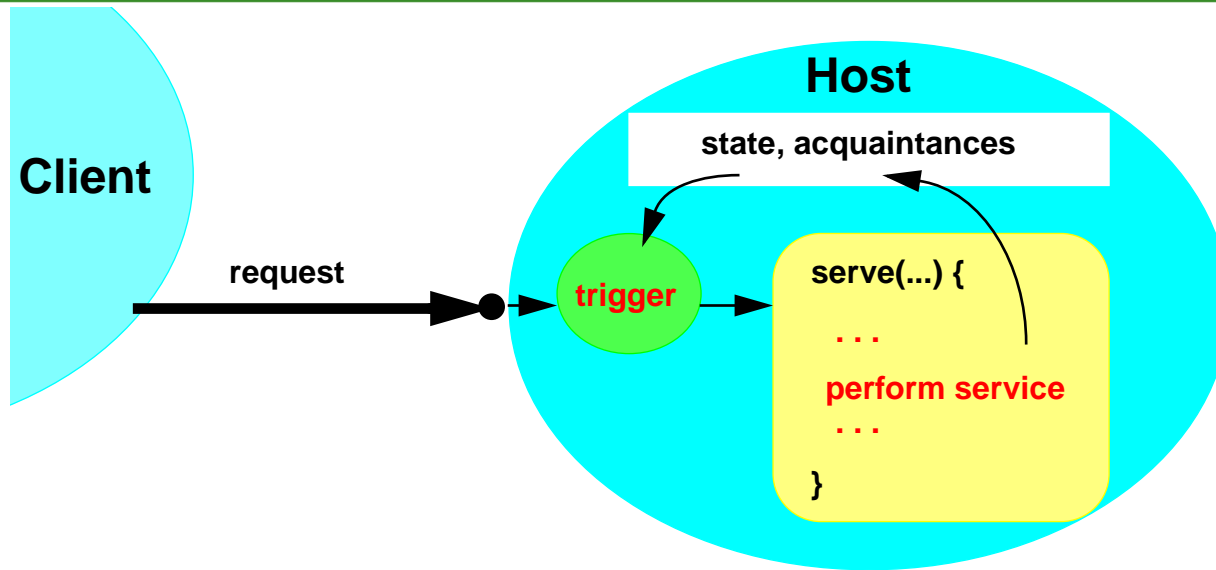 Host
state, acquaintances
Client
request
trigger
serve(...) {
. . .
perform service
. . .
}